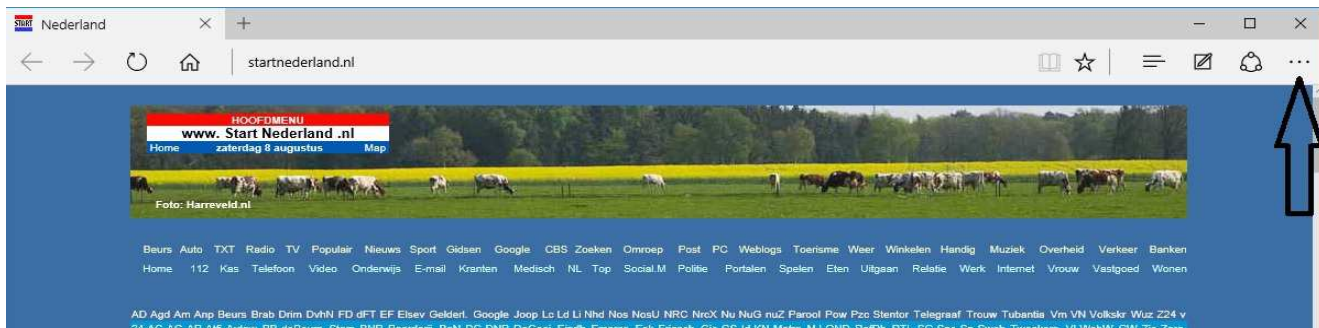 START Nederland
startnederland.nl
HOOFDMENU
www. Start Nederland .nl
Home zaterdag 8 augustus Map
Foto: Harreveld.nl
Beurs Auto TXT Radio TV Populair Nieuws Sport Gidsen Google CBS Zoeken Omroep Post PC Weblogs Toerisme Weer Winkelen Handig Muziek Overheid Verkeer Banken
Home 112 Kas Telefoon Video Onderwijs E-mail Kranten Medisch NL Top Social.M Politie Portalen Spelen Eten Uitgaan Relatie Werk Internet Vrouw Vastgoed Wonen
AD Agd Am Anp Beurs Brab Drim DvhN FD dFT EF Elsev Gelderl. Google Joop Lc Ld Li Nhd Nos NosU NRC NrcX Nu NuG nuZ Parool Pow Pzc Stentor Telegraaf Trouw Tubantia Vm VN Volkskr Wuz Z24 v